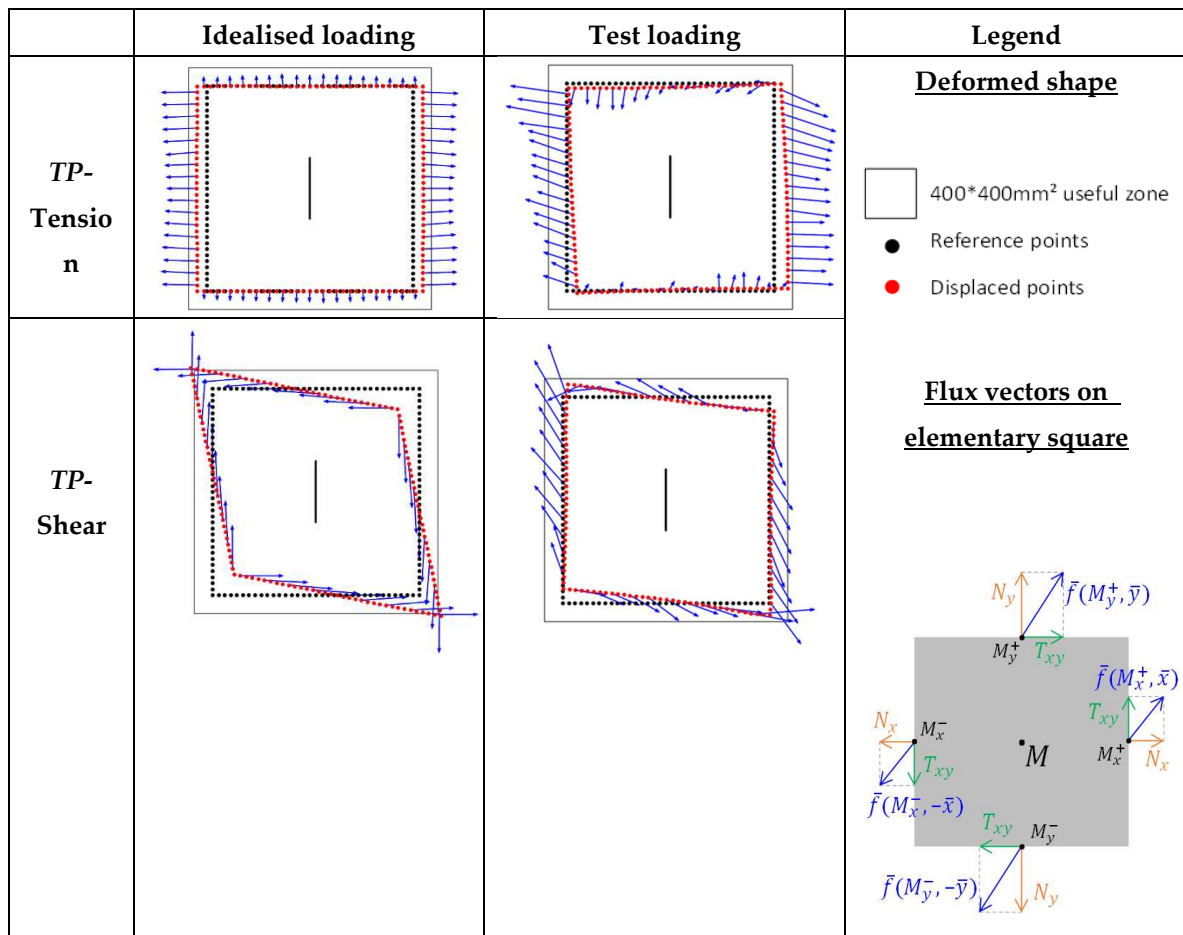 Idealised loading
Test loading
Legend
TP-
Tensio
n
Deformed shape
400*400mm² useful zone
Reference points
Displaced points
TP-
Shear
Flux vectors on
elementary square
N_y
f̄(M_y^+, ȳ)
M_y^+
T_xy
f̄(M_x^+, x̄)
T_xy
N_x
M_x^-
M
M_x^+
N_x
T_xy
f̄(M_x^-, -x̄)
T_xy
M_y^-
f̄(M_y^-, -ȳ)
N_y